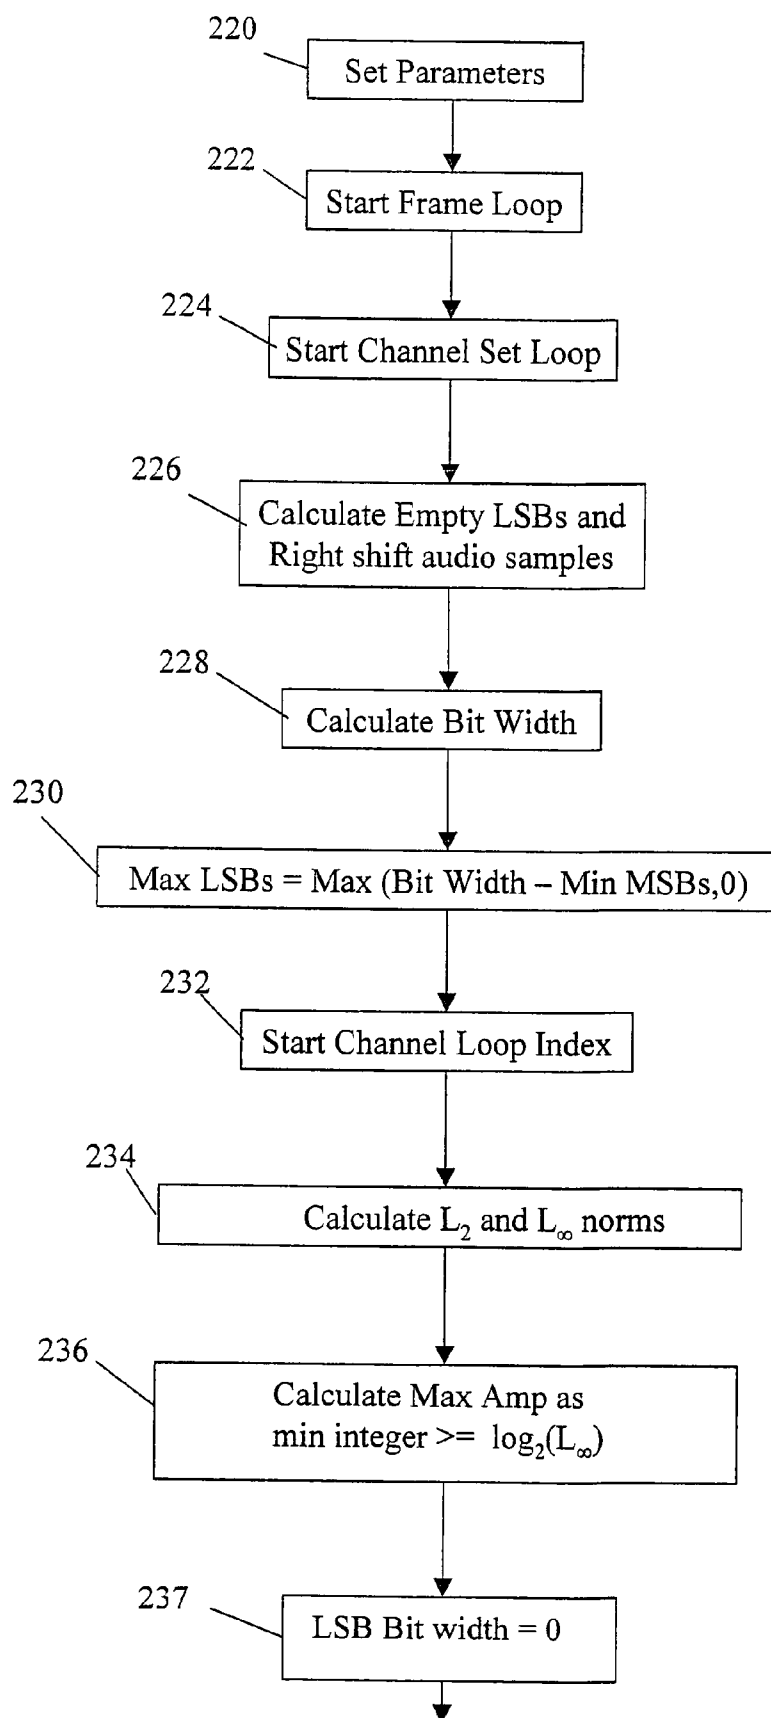 220
Set Parameters
222
Start Frame Loop
224
Start Channel Set Loop
226
Calculate Empty LSBs and
Right shift audio samples
228
Calculate Bit Width
230
Max LSBs = Max (Bit Width – Min MSBs,0)
232
Start Channel Loop Index
234
Calculate L₂ and L∞ norms
236
Calculate Max Amp as
min integer >= log₂(L∞)
237
LSB Bit width = 0